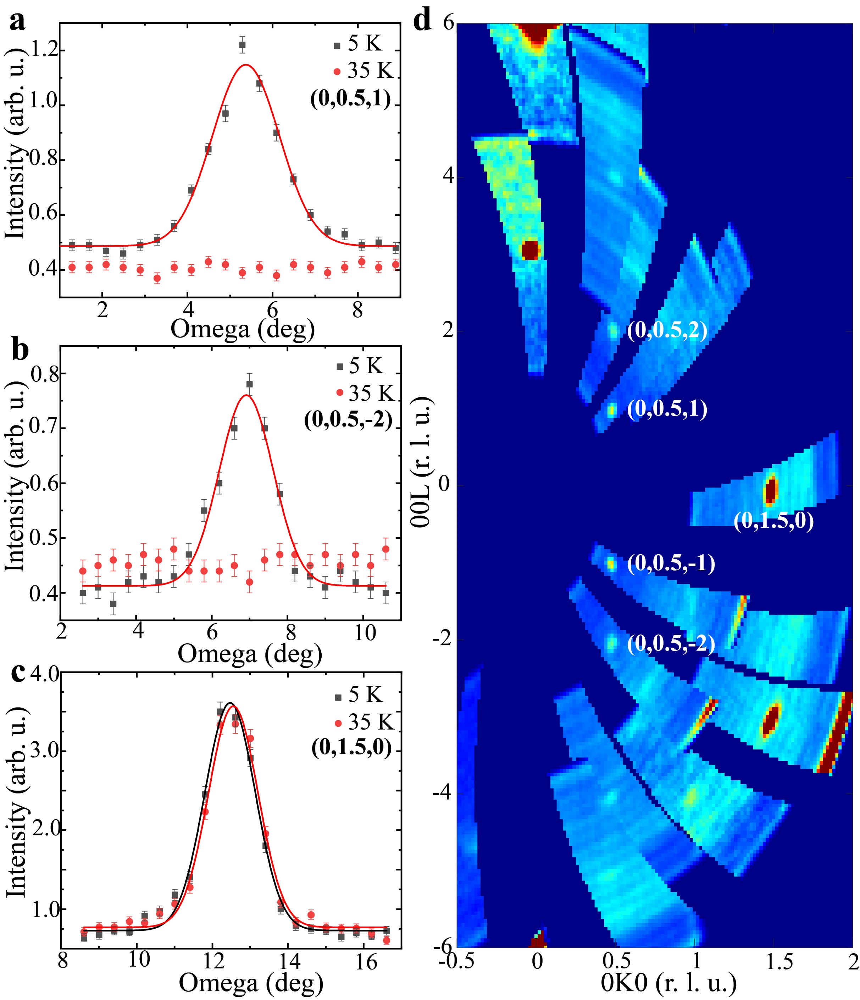 a
5 K
35 K
(0,0.5,1)
1.2
1.0
0.8
0.6
0.4
Intensity (arb. u.)
2 4 6 8
Omega (deg)
b
5 K
35 K
(0,0.5,-2)
0.8
0.7
0.6
0.5
0.4
Intensity (arb. u.)
2 4 6 8 10
Omega (deg)
c
5 K
35 K
(0,1.5,0)
4.0
3.0
2.0
1.0
Intensity (arb. u.)
8 10 12 14 16
Omega (deg)
d
6
4
2
0
-2
-4
-6
00L (r. l. u.)
(0,0.5,2)
(0,0.5,1)
(0,1.5,0)
(0,0.5,-1)
(0,0.5,-2)
-0.5 0 0.5 1 1.5 2
0K0 (r. l. u.)